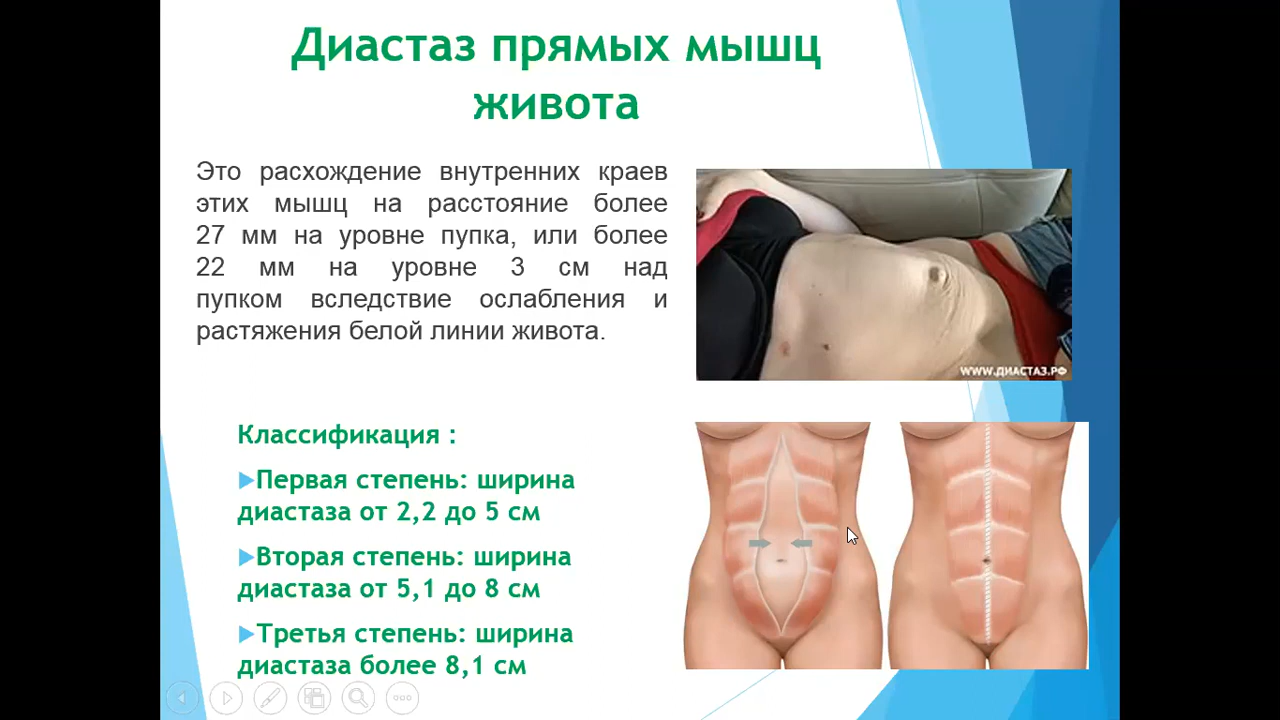 Диастаз прямых мышц
живота
Это расхождение внутренних краев
этих мышц на расстояние более
27 мм на уровне пупка, или более
22 мм на уровне 3 см над
пупком вследствие ослабления и
растяжения белой линии живота.
WWW.ДИАСТАЗ.РФ
Классификация :
Первая степень: ширина
диастаза от 2,2 до 5 см
Вторая степень: ширина
диастаза от 5,1 до 8 см
Третья степень: ширина
диастаза более 8,1 см